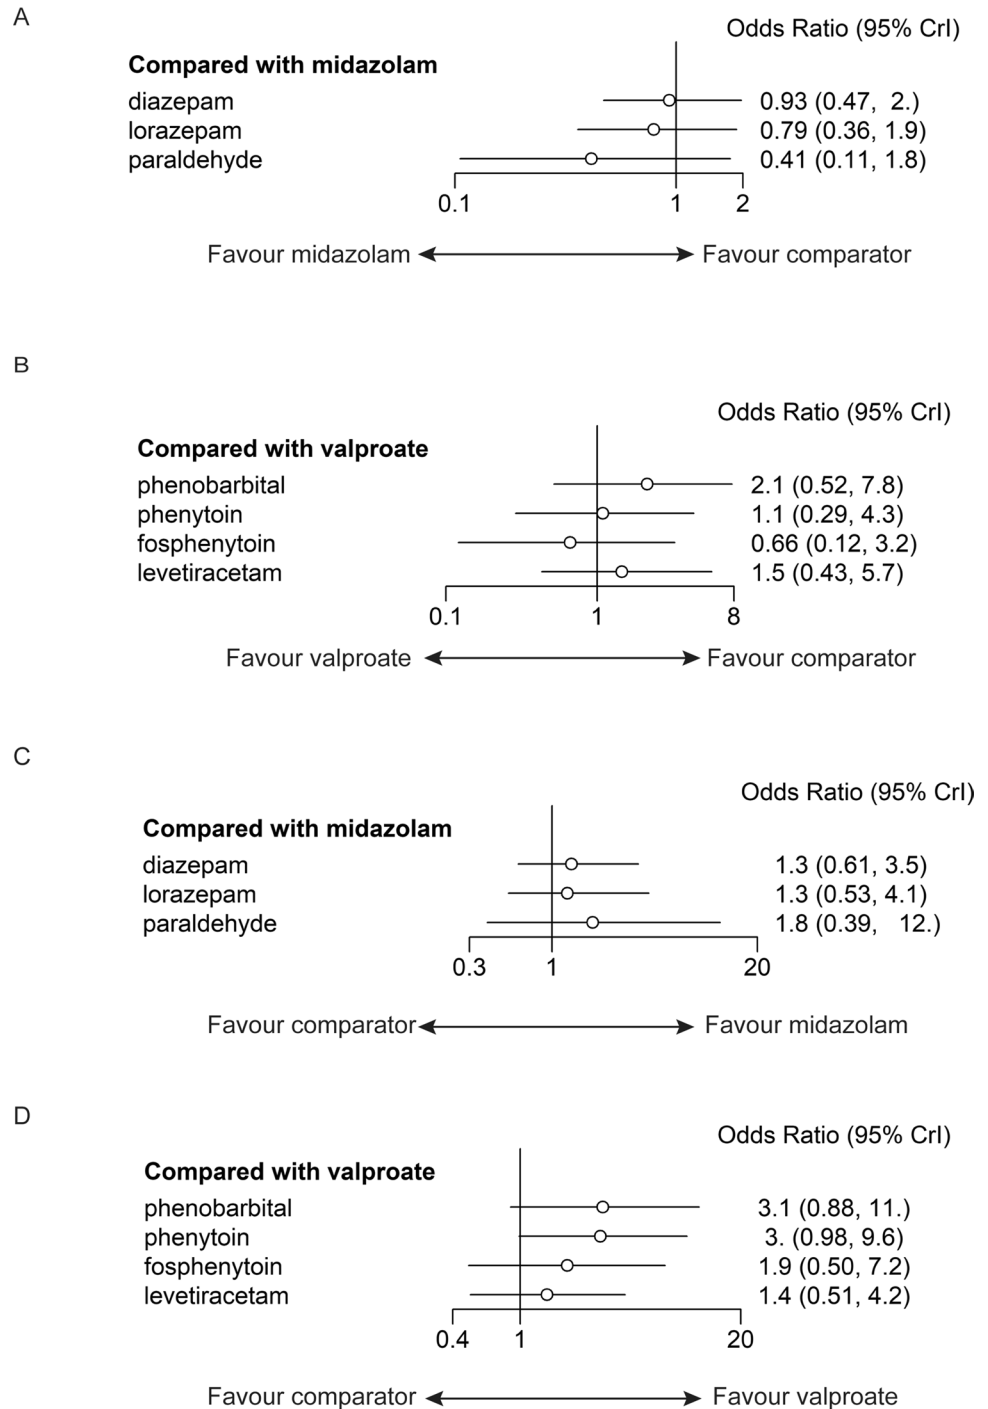 A
Odds Ratio (95% CrI)
Compared with midazolam
diazepam 0.93 (0.47, 2.)
lorazepam 0.79 (0.36, 1.9)
paraldehyde 0.41 (0.11, 1.8)
0.1 1 2
Favour midazolam Favour comparator
B
Odds Ratio (95% CrI)
Compared with valproate
phenobarbital 2.1 (0.52, 7.8)
phenytoin 1.1 (0.29, 4.3)
fosphenytoin 0.66 (0.12, 3.2)
levetiracetam 1.5 (0.43, 5.7)
0.1 1 8
Favour valproate Favour comparator
C
Odds Ratio (95% CrI)
Compared with midazolam
diazepam 1.3 (0.61, 3.5)
lorazepam 1.3 (0.53, 4.1)
paraldehyde 1.8 (0.39, 12.)
0.3 1 20
Favour comparator Favour midazolam
D
Odds Ratio (95% CrI)
Compared with valproate
phenobarbital 3.1 (0.88, 11.)
phenytoin 3. (0.98, 9.6)
fosphenytoin 1.9 (0.50, 7.2)
levetiracetam 1.4 (0.51, 4.2)
0.4 1 20
Favour comparator Favour valproate